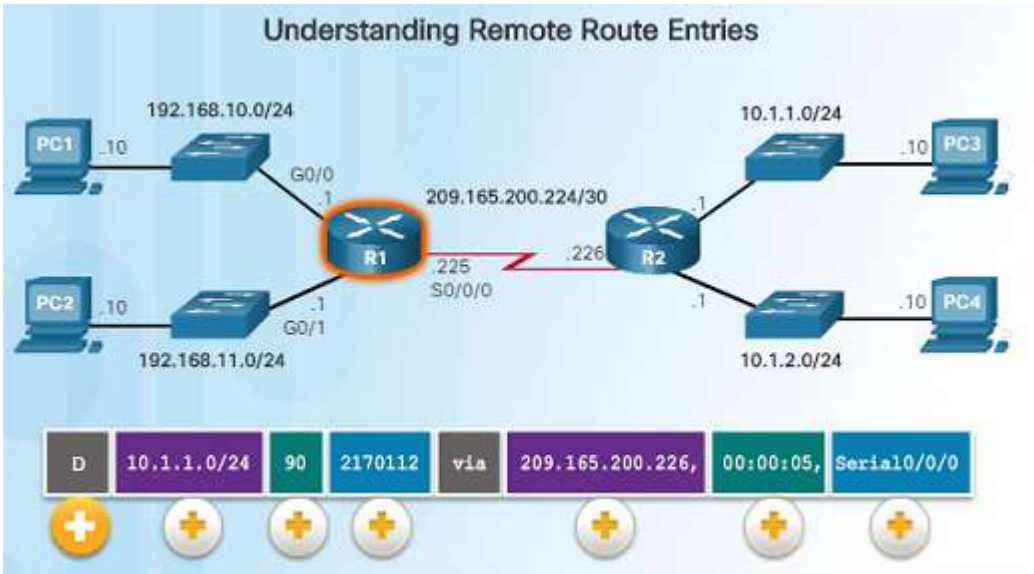 Understanding Remote Route Entries
192.168.10.0/24
10.1.1.0/24
PC1
.10
.10
PC3
G0/0
.1
209.165.200.224/30
.1
R1
.226
R2
.225
S0/0/0
PC2
.10
.1
G0/1
.1
.10
PC4
192.168.11.0/24
10.1.2.0/24
D 10.1.1.0/24 90 2170112 via 209.165.200.226, 00:00:05, Serial0/0/0